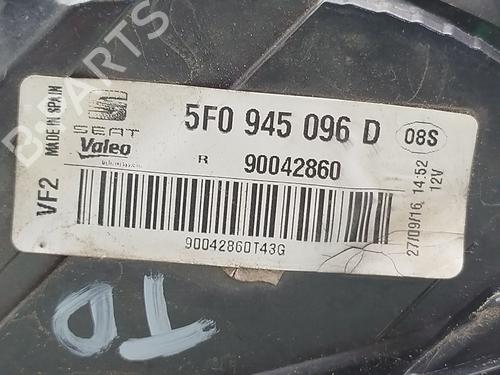 MADE IN SPAIN
VF2
SEAT
Valeo
5F0 945 096 D
08S
R 90042860
90042860T43G
27/09/16 14:52
12V
TD
B-PARTS